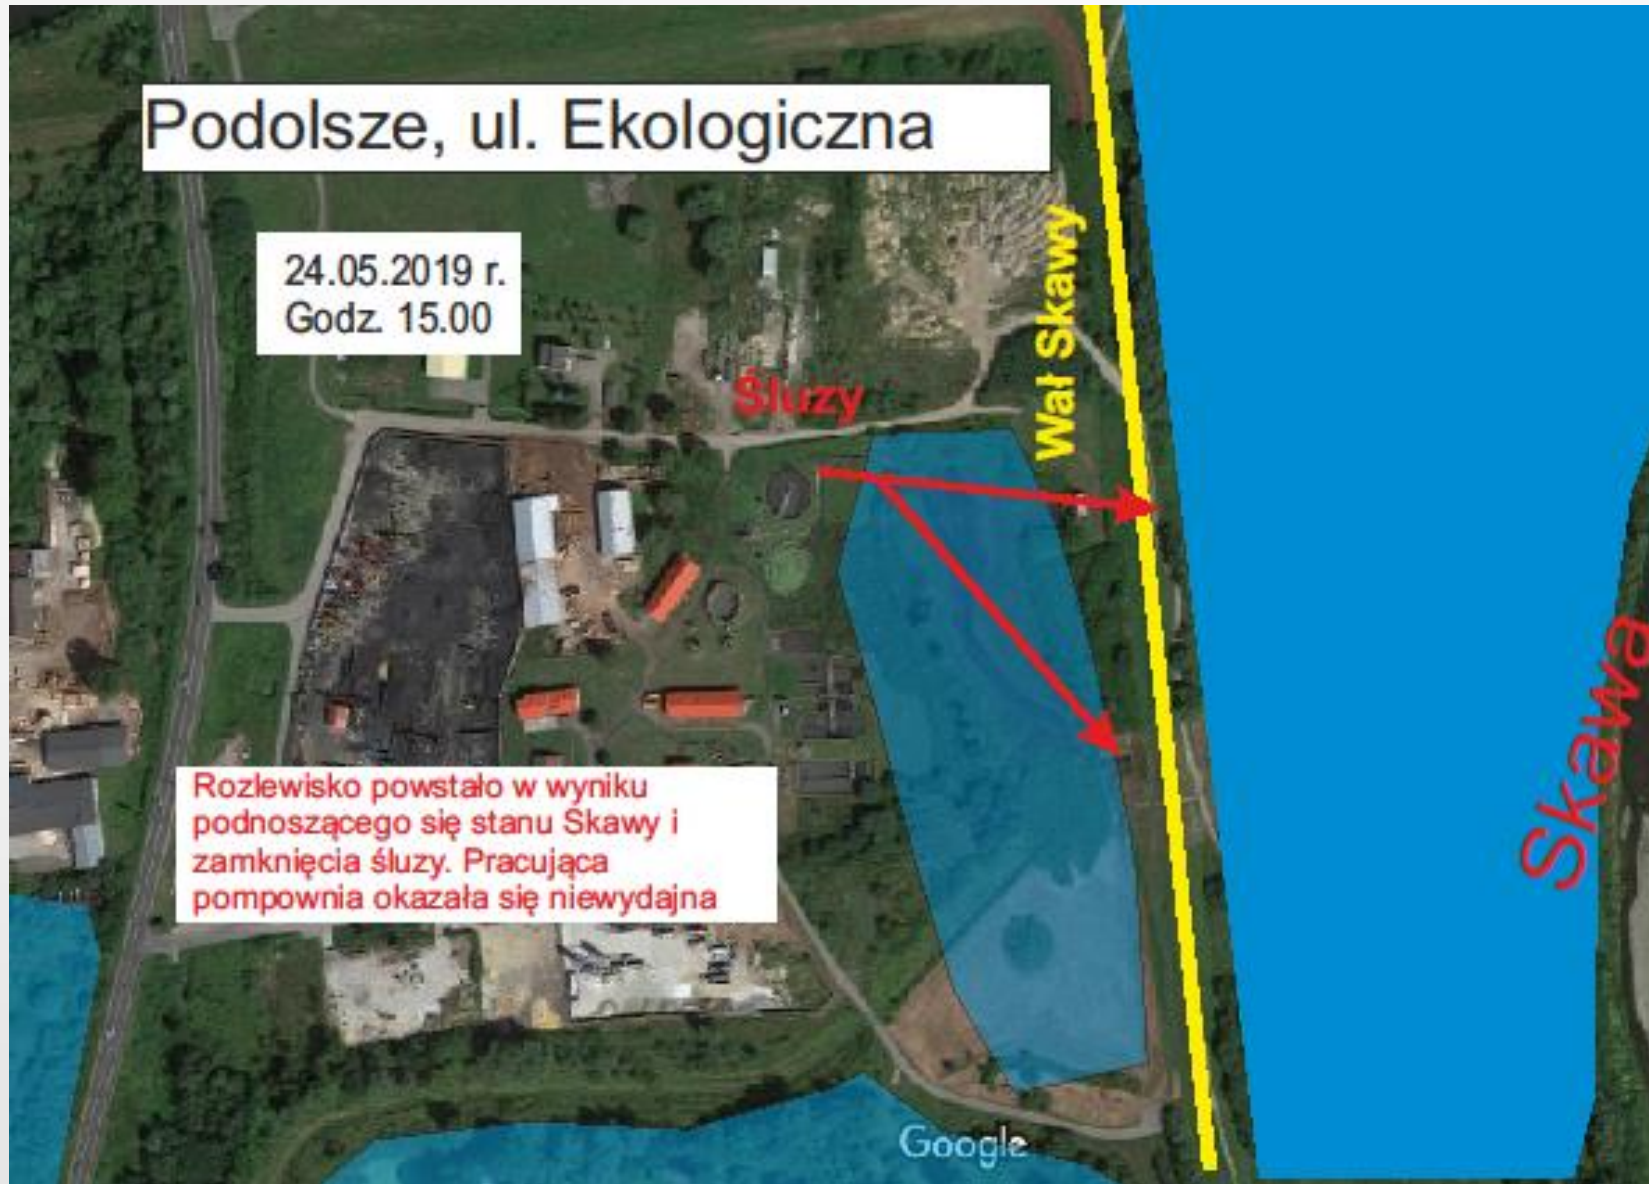 Podolsze, ul. Ekologiczna
24.05.2019 r.
Godz. 15.00
Wał Skawy
Śluzy
Skawa
Rozlewisko powstało w wyniku
podnoszącego się stanu Skawy i
zamknięcia śluzy. Pracująca
pompownia okazała się niewydajna
Google